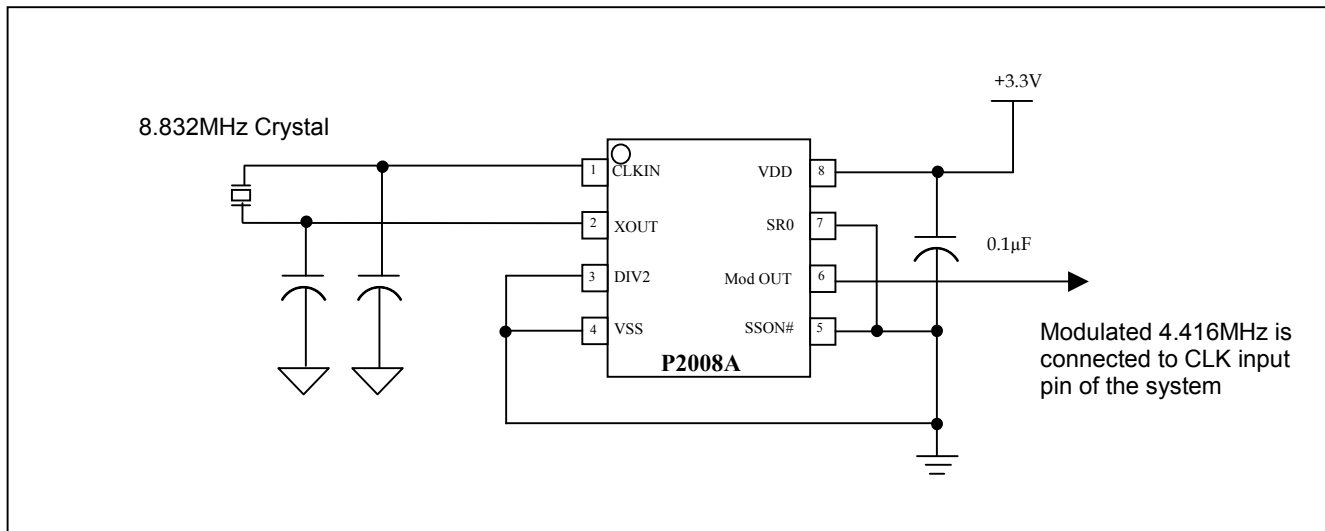 +3.3V
8.832MHz Crystal
1 CLKIN
VDD 8
2 XOUT
SR0 7
0.1µF
3 DIV2
Mod OUT 6
4 VSS
SSON# 5
P2008A
Modulated 4.416MHz is
connected to CLK input
pin of the system